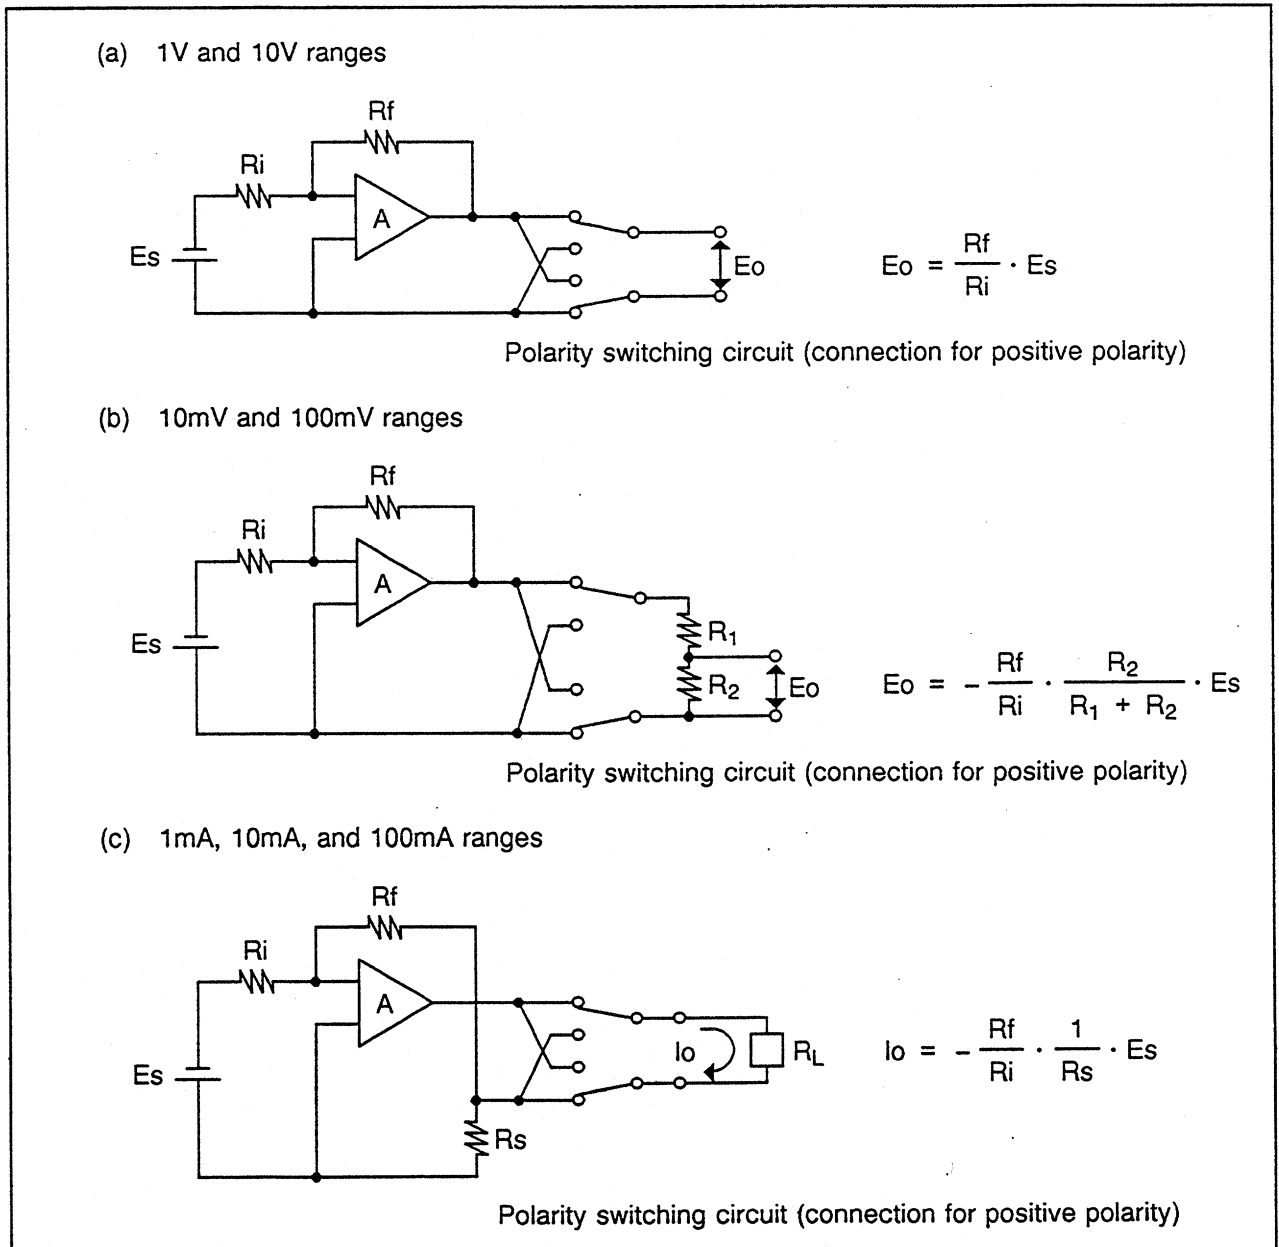 (a) 1V and 10V ranges
Rf
Ri
A
Es
Eo
Eo = Rf / Ri · Es
Polarity switching circuit (connection for positive polarity)
(b) 10mV and 100mV ranges
Rf
Ri
A
Es
R1
R2
Eo
Eo = - Rf / Ri · R2 / R1 + R2 · Es
Polarity switching circuit (connection for positive polarity)
(c) 1mA, 10mA, and 100mA ranges
Rf
Ri
A
Es
Io
RL
Rs
Io = - Rf / Ri · 1 / Rs · Es
Polarity switching circuit (connection for positive polarity)